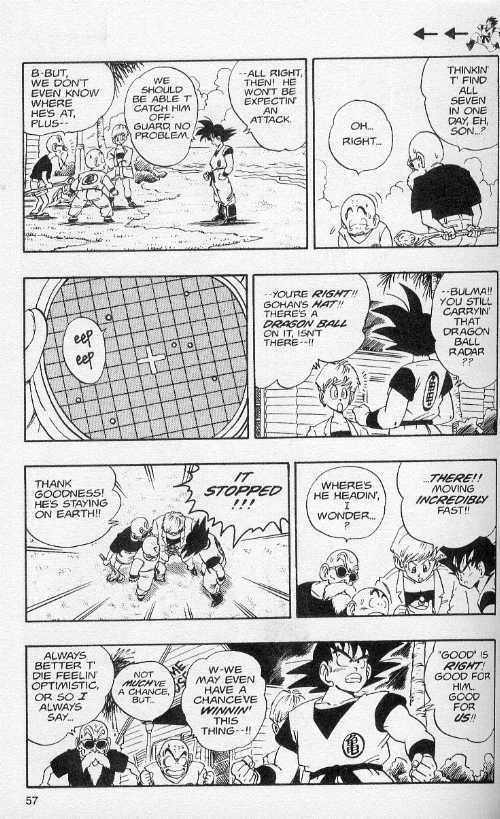 THINKIN'
T' FIND
ALL
SEVEN
IN ONE
DAY, EH,
SON...?
OH...
RIGHT...
--ALL RIGHT,
THEN! HE
WON'T BE
EXPECTIN'
AN
ATTACK.
WE
SHOULD
BE ABLE T'
CATCH HIM
OFF-
GUARD, NO
PROBLEM.
B-BUT,
WE DON'T
EVEN KNOW
WHERE
HE'S AT,
PLUS--
--BULMA!!
YOU STILL
CARRYIN'
THAT
DRAGON
BALL
RADAR
??
--YOU'RE RIGHT!!
GOHAN'S HAT!!
THERE'S A
DRAGON BALL
ON IT, ISN'T
THERE--!!
亀
eep
eep
...THERE!!
MOVING
INCREDIBLY
FAST!!
WHERE'S
HE HEADIN',
I
WONDER...
?
IT
STOPPED
!!!
THANK
GOODNESS!
HE'S STAYING
ON EARTH!!
"GOOD" IS
RIGHT!
GOOD FOR
HIM...
GOOD
FOR
US!!
W-WE
MAY EVEN
HAVE A
CHANCE'VE
WINNIN'
THIS
THING--!!
亀
NOT
MUCH'VE
A CHANCE,
BUT...
ALWAYS
BETTER T'
DIE FEELIN'
OPTIMISTIC,
OR SO I
ALWAYS
SAY...
57